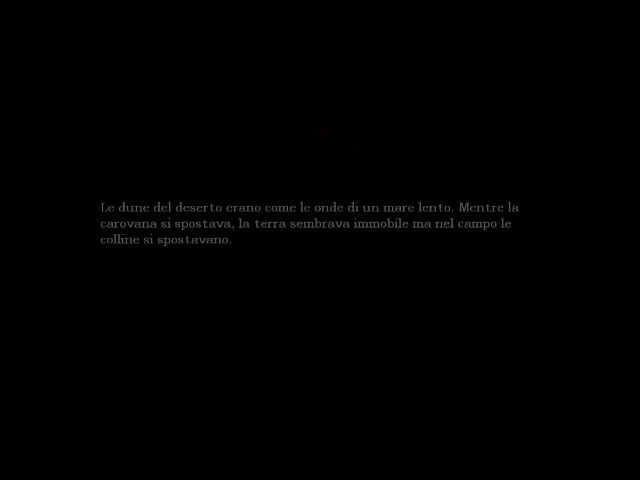 Le dune del deserto erano come le onde di un mare lento. Mentre la
carovana si spostava, la terra sembrava immobile ma nel campo le
colline si spostavano.